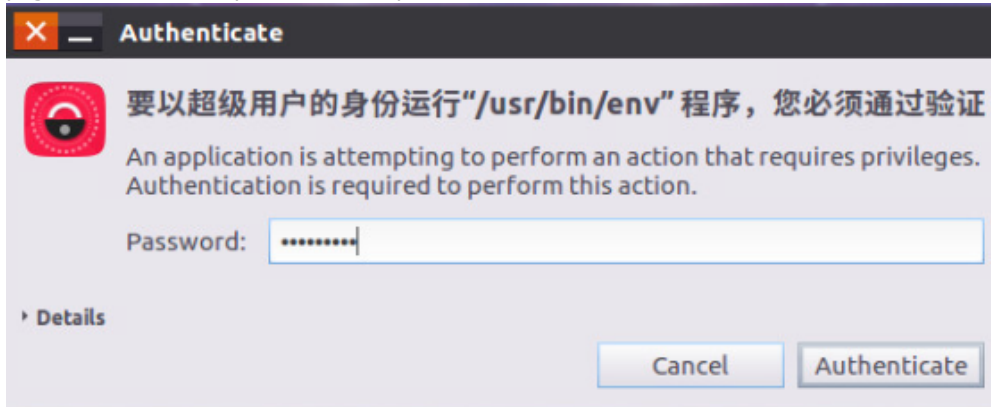 Authenticate
要以超级用户的身份运行“/usr/bin/env” 程序，您必须通过验证
An application is attempting to perform an action that requires privileges.
Authentication is required to perform this action.
Password: •••••••••
Details
Cancel Authenticate